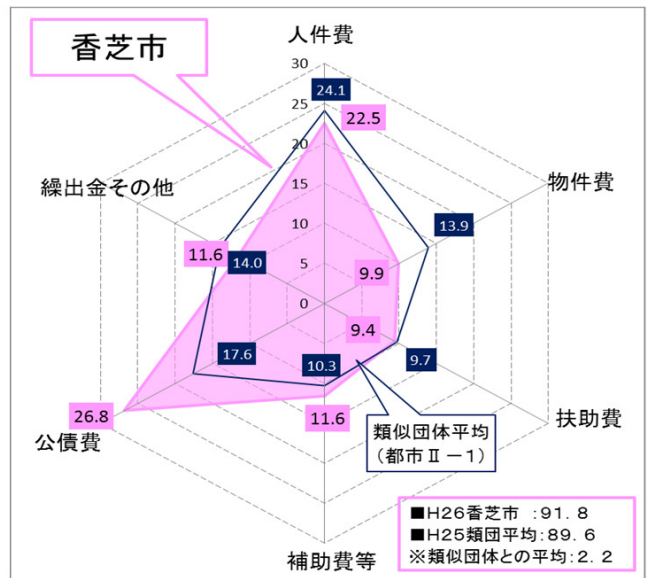 香芝市
人件費
30
24.1
25
22.5
20
物件費
繰出金その他
15
13.9
10
11.6
14.0
5
9.9
0
9.4
17.6
10.3
9.7
26.8
11.6
類似団体平均
(都市Ⅱ－1)
扶助費
公債費
補助費等
■H26香芝市 ：91．8
■H25類団平均：89．6
※類似団体との平均：2．2